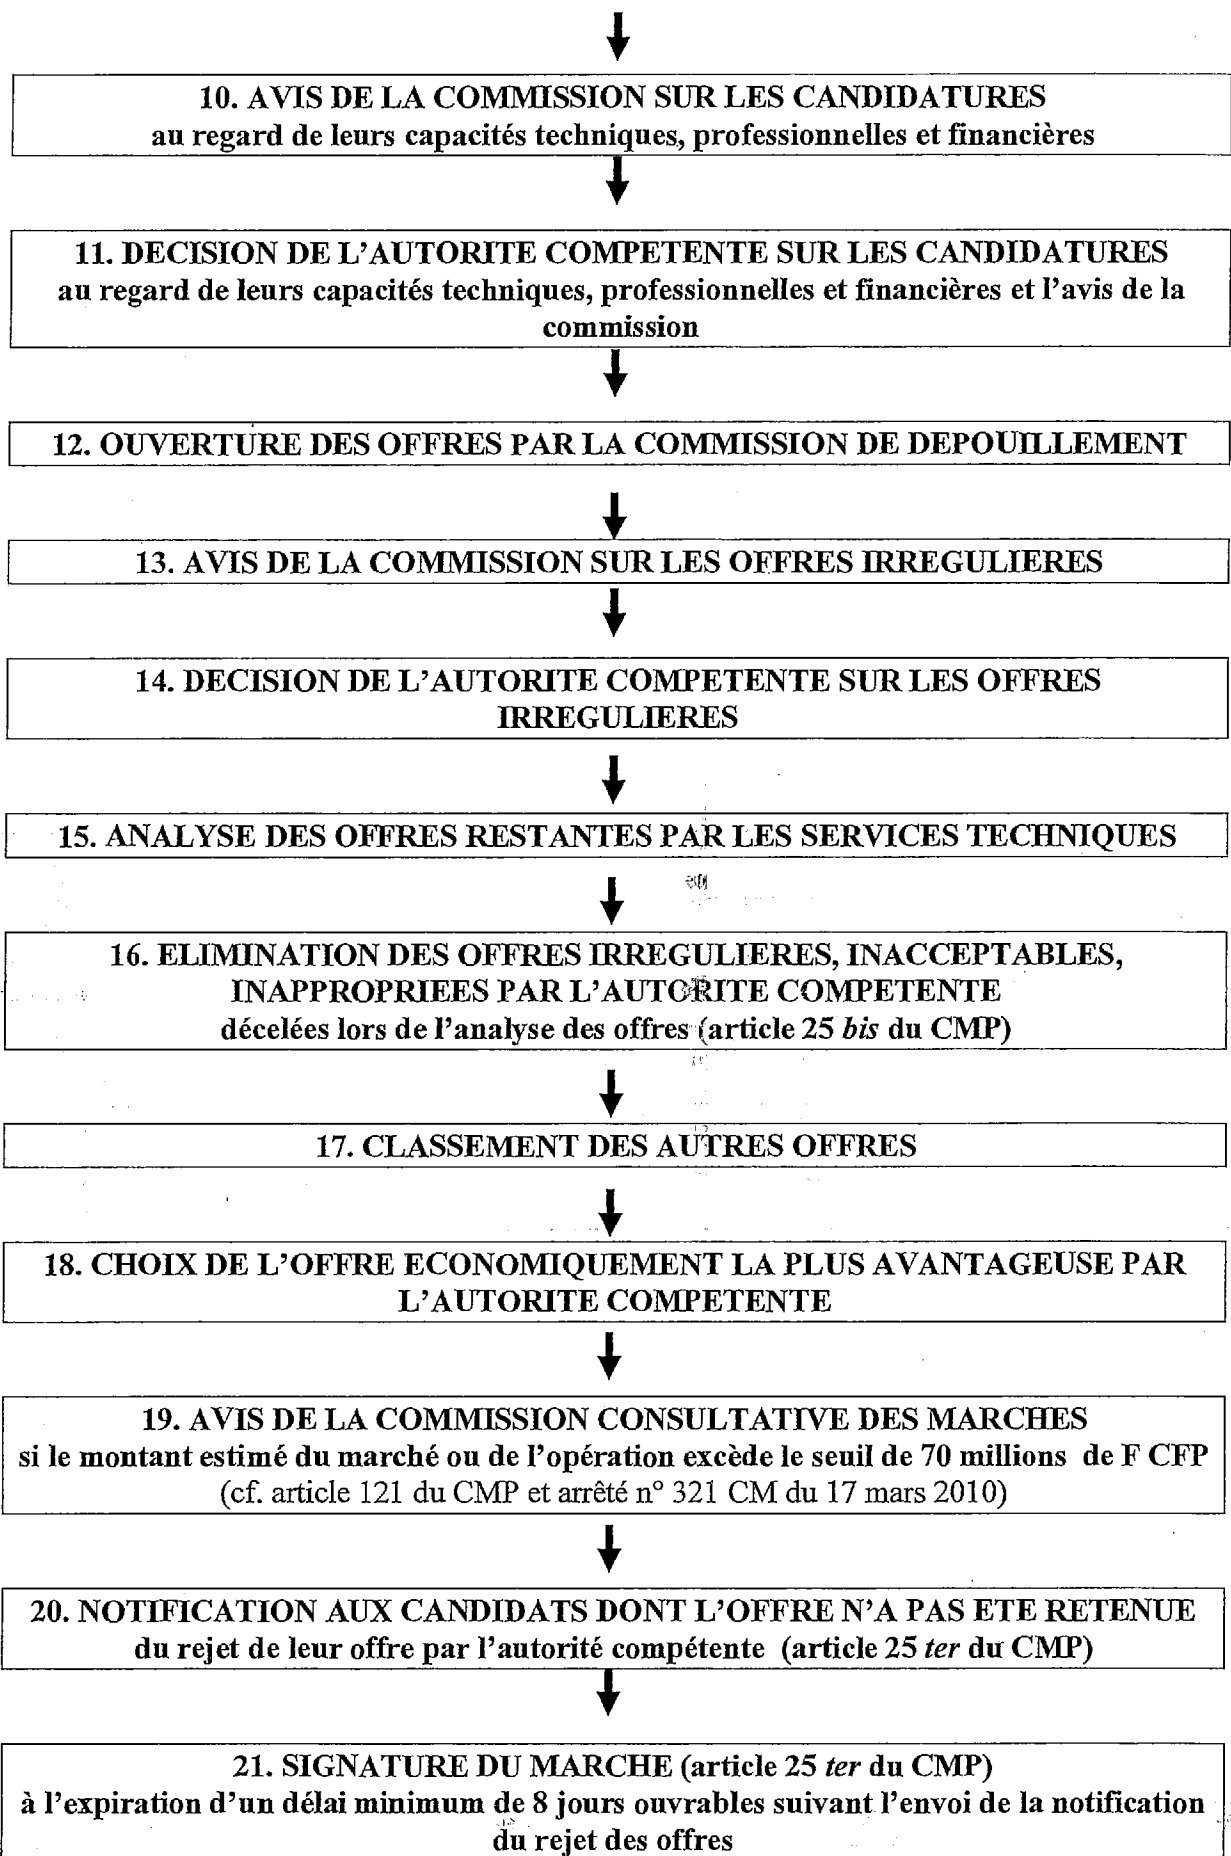 10. AVIS DE LA COMMISSION SUR LES CANDIDATURES
au regard de leurs capacités techniques, professionnelles et financières
11. DECISION DE L'AUTORITE COMPETENTE SUR LES CANDIDATURES
au regard de leurs capacités techniques, professionnelles et financières et l'avis de la
commission
12. OUVERTURE DES OFFRES PAR LA COMMISSION DE DEPOUILLEMENT
13. AVIS DE LA COMMISSION SUR LES OFFRES IRREGULIERES
14. DECISION DE L'AUTORITE COMPETENTE SUR LES OFFRES
IRREGULIERES
15. ANALYSE DES OFFRES RESTANTES PAR LES SERVICES TECHNIQUES
16. ELIMINATION DES OFFRES IRREGULIERES, INACCEPTABLES,
INAPPROPRIEES PAR L'AUTORITE COMPETENTE
décelées lors de l'analyse des offres (article 25 bis du CMP)
17. CLASSEMENT DES AUTRES OFFRES
18. CHOIX DE L'OFFRE ECONOMIQUEMENT LA PLUS AVANTAGEUSE PAR
L'AUTORITE COMPETENTE
19. AVIS DE LA COMMISSION CONSULTATIVE DES MARCHES
si le montant estimé du marché ou de l'opération excède le seuil de 70 millions de F CFP
(cf. article 121 du CMP et arrêté n° 321 CM du 17 mars 2010)
20. NOTIFICATION AUX CANDIDATS DONT L'OFFRE N'A PAS ETE RETENUE
du rejet de leur offre par l'autorité compétente (article 25 ter du CMP)
21. SIGNATURE DU MARCHE (article 25 ter du CMP)
à l'expiration d'un délai minimum de 8 jours ouvrables suivant l'envoi de la notification
du rejet des offres